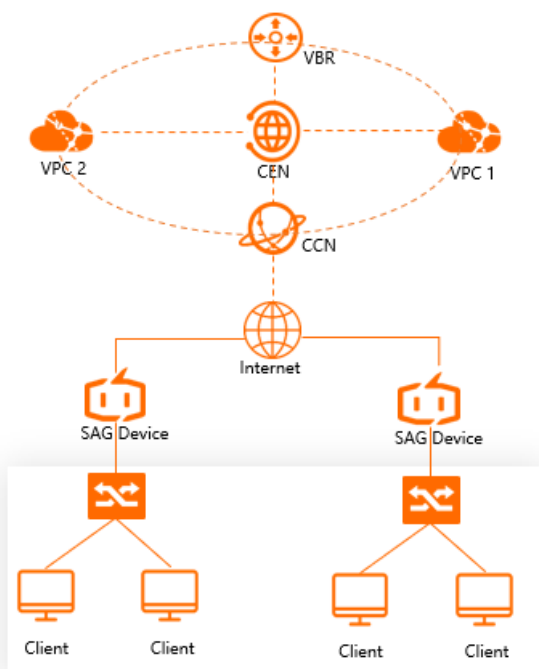 VBR
VPC 2
CEN
VPC 1
CCN
Internet
SAG Device
SAG Device
Client
Client
Client
Client